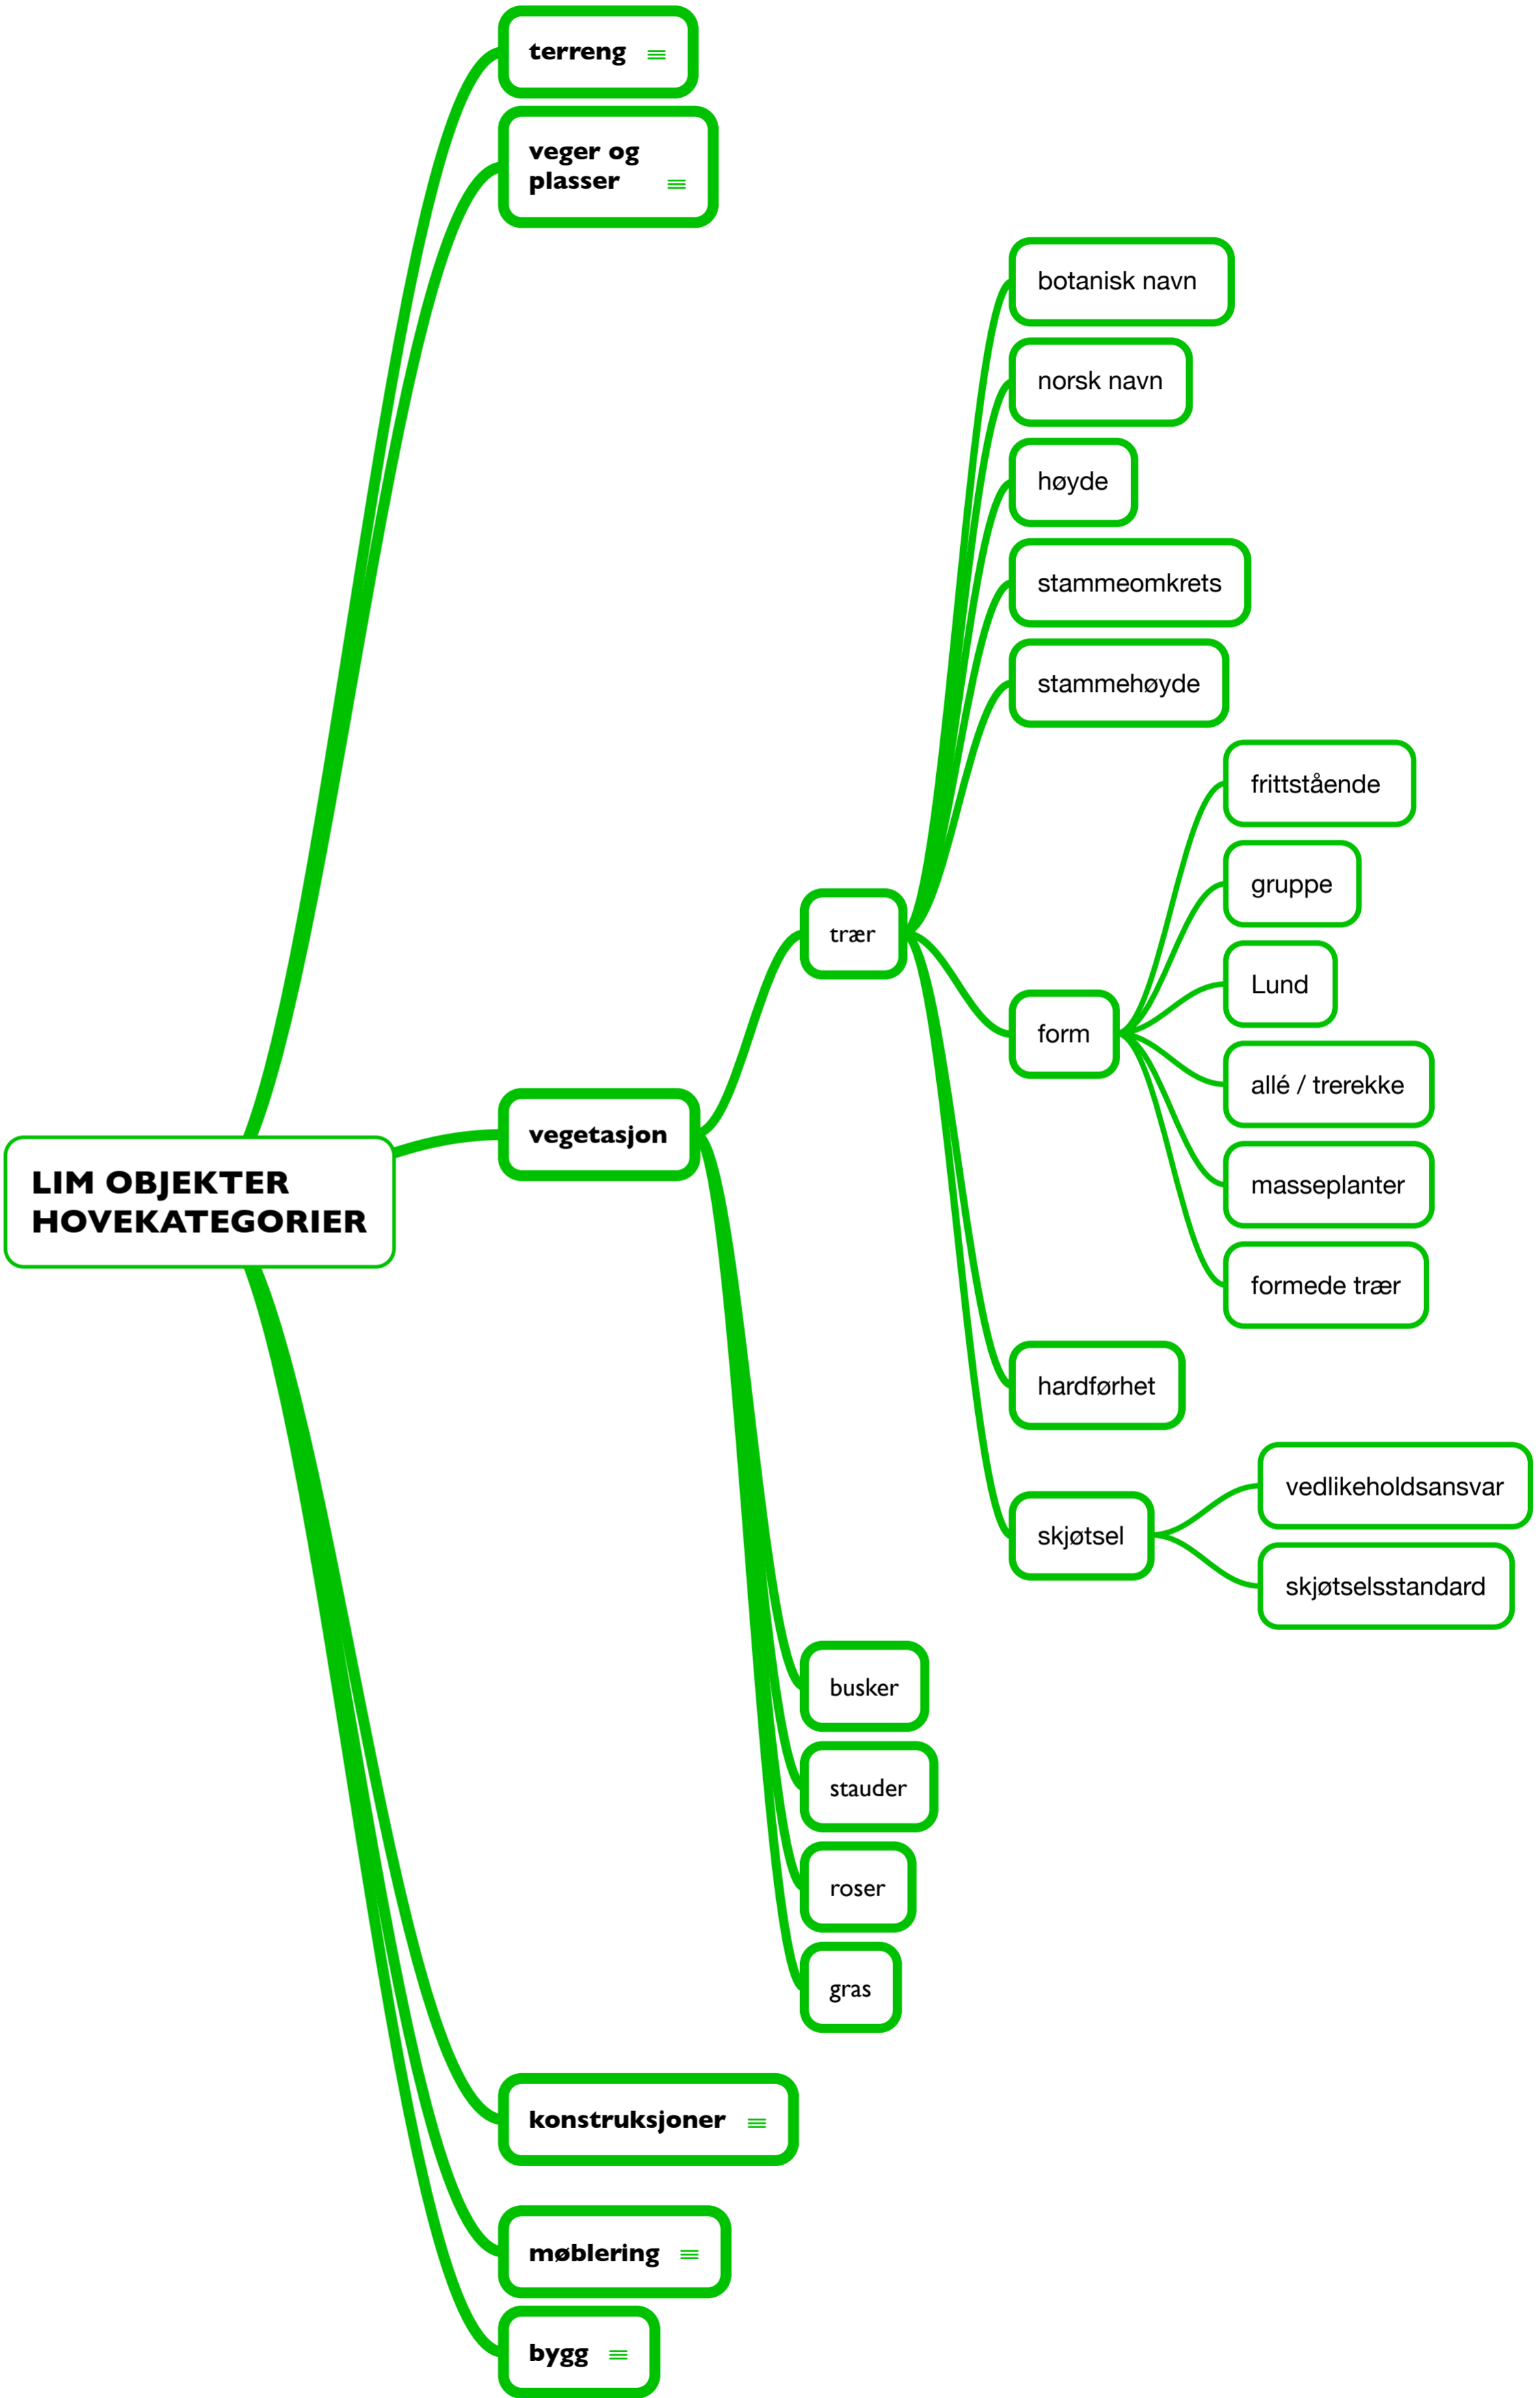 terreng
veger og
plasser
botanisk navn
norsk navn
høyde
stammeomkrets
stammehøyde
frittstående
gruppe
trær
Lund
form
allé / trerekke
vegetasjon
LIM OBJEKTER
HOVEKATEGORIER
masseplanter
formede trær
hardførhet
vedlikeholdsansvar
skjøtsel
skjøtselsstandard
busker
stauder
roser
gras
konstruksjoner
møblering
bygg